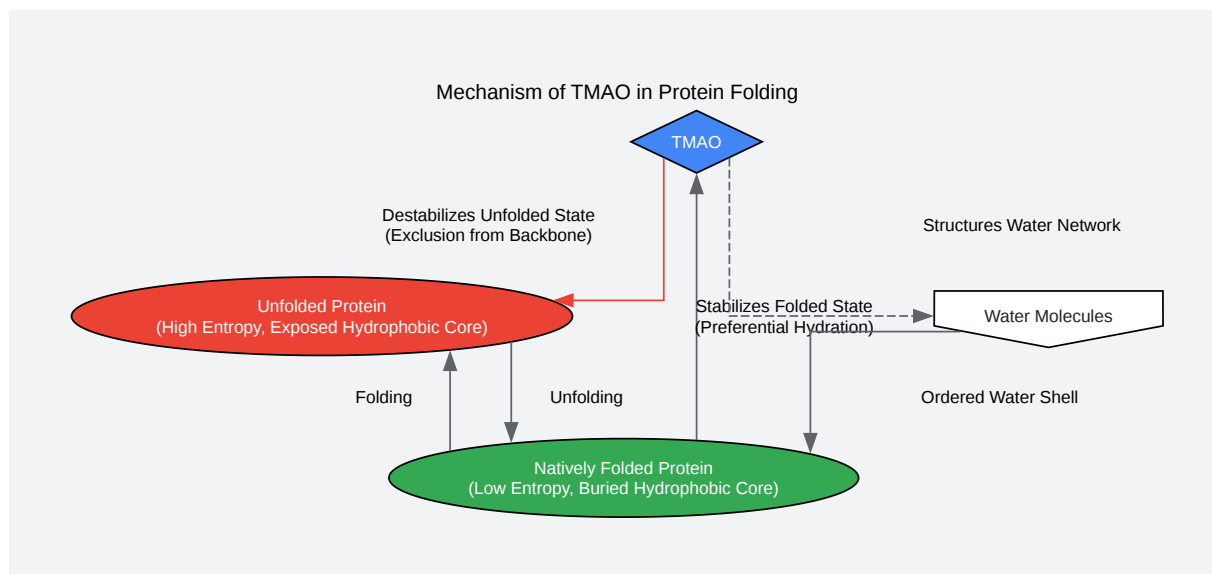 Mechanism of TMAO in Protein Folding
TMAO
Destabilizes Unfolded State
(Exclusion from Backbone)
Structures Water Network
Unfolded Protein
(High Entropy, Exposed Hydrophobic Core)
Stabilizes Folded State
(Preferential Hydration)
Water Molecules
Folding
Unfolding
Ordered Water Shell
Natively Folded Protein
(Low Entropy, Buried Hydrophobic Core)